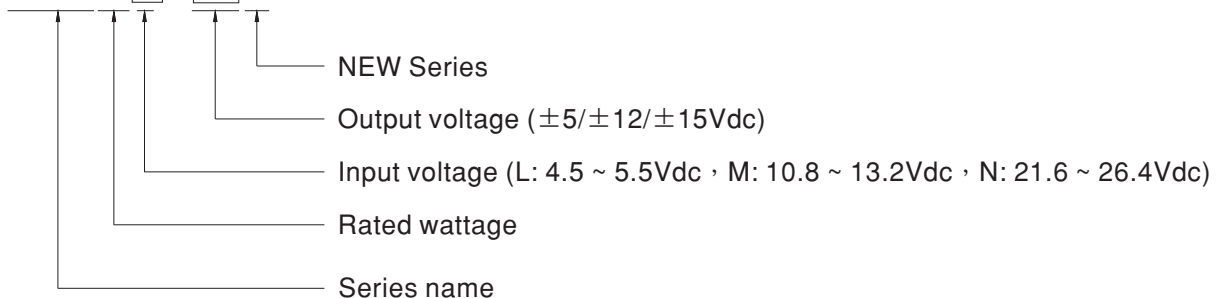 NEW Series
Output voltage (±5/±12/±15Vdc)
Input voltage (L: 4.5 ~ 5.5Vdc，M: 10.8 ~ 13.2Vdc，N: 21.6 ~ 26.4Vdc)
Rated wattage
Series name